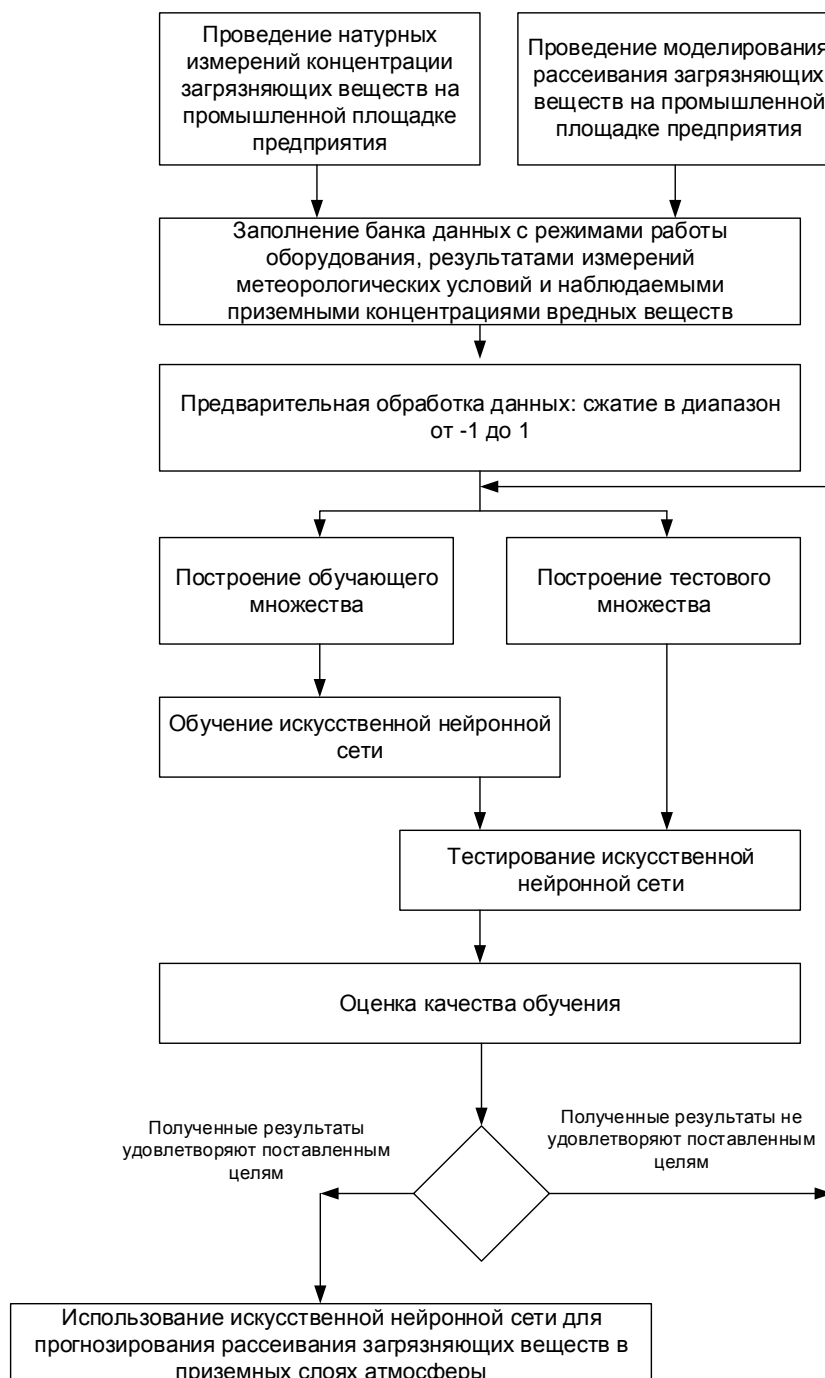 Проведение натурных
измерений концентрации
загрязняющих веществ на
промышленной площадке
предприятия
Проведение моделирования
рассеивания загрязняющих
веществ на промышленной
площадке предприятия
Заполнение банка данных с режимами работы
оборудования, результатами измерений
метеорологических условий и наблюдаемыми
приземными концентрациями вредных веществ
Предварительная обработка данных: сжатие в диапазон
от -1 до 1
Построение обучающего
множества
Построение тестового
множества
Обучение искусственной нейронной
сети
Тестирование искусственной
нейронной сети
Оценка качества обучения
Полученные результаты
удовлетворяют поставленным
целям
Полученные результаты не
удовлетворяют поставленным
целям
Использование искусственной нейронной сети для
прогнозирования рассеивания загрязняющих веществ в
приземных слоях атмосферы